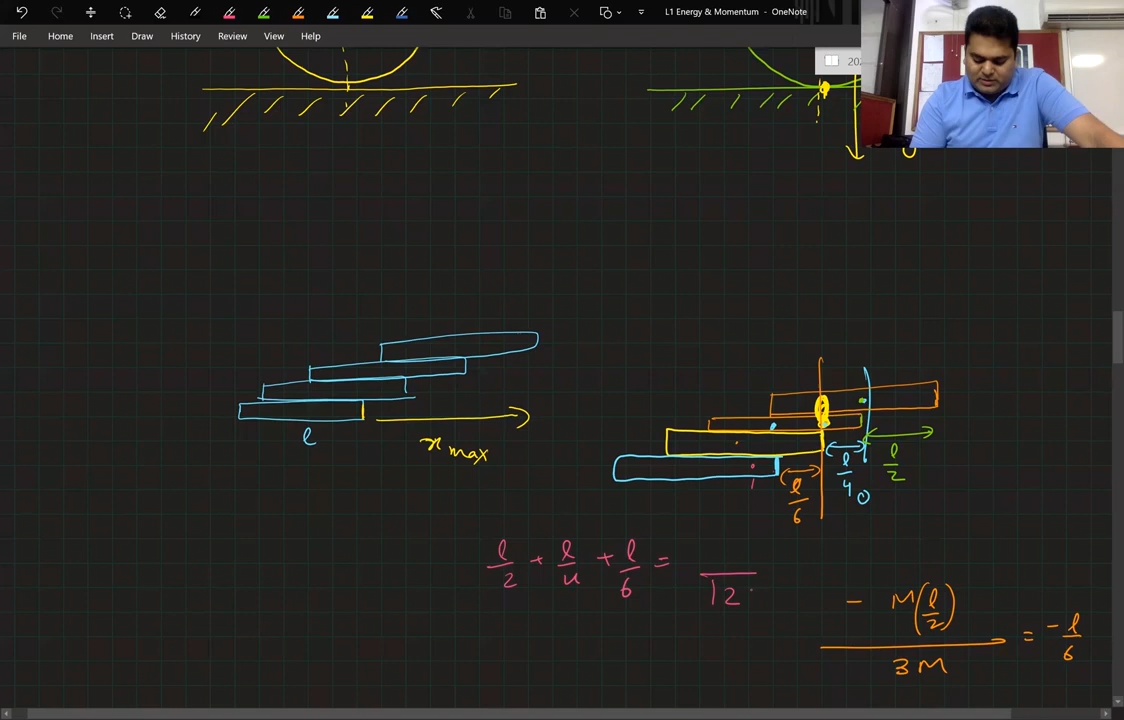 L1 Energy & Momentum - OneNote
File Home Insert Draw History Review View Help
202
l
x max
l/6
l/4
l/2
0
l/2 + l/4 + l/6 =
12
- M(l/2)
3M
= -l/6